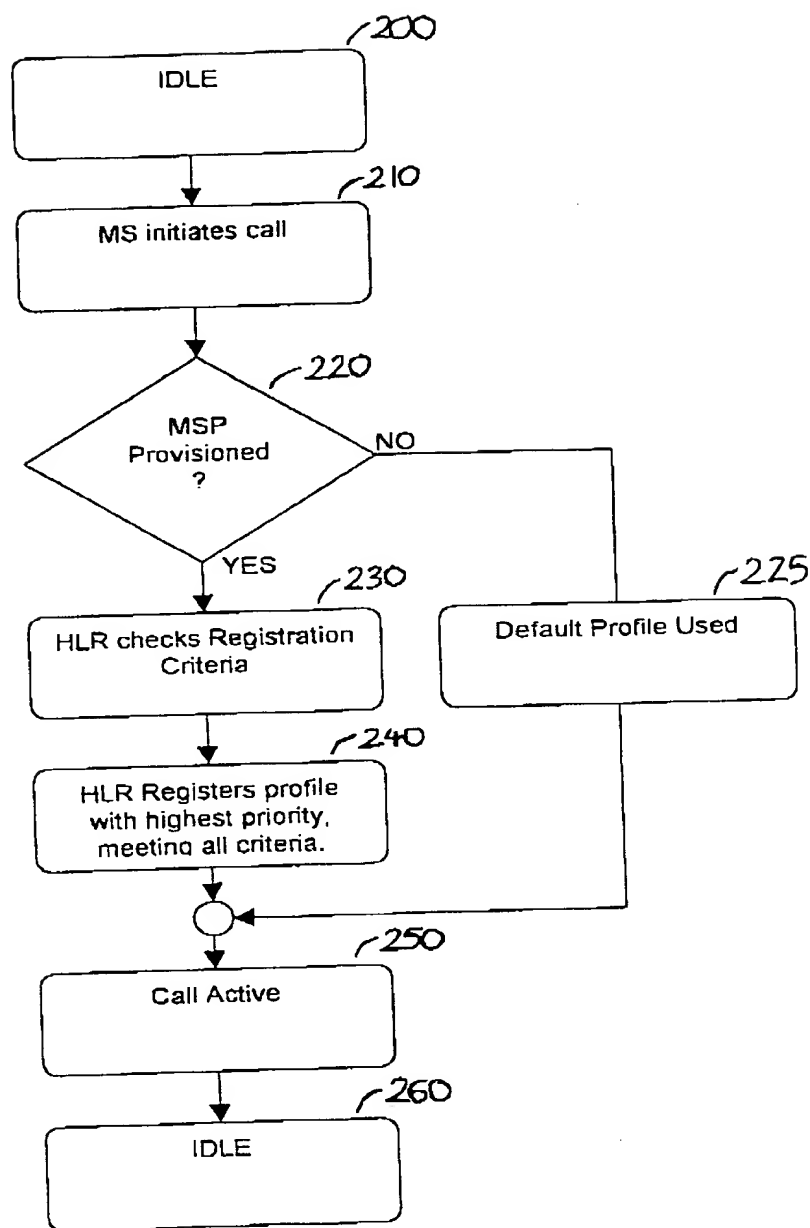 200
IDLE
210
MS initiates call
220
MSP
Provisioned
?
NO
YES
230
HLR checks Registration
Criteria
225
Default Profile Used
240
HLR Registers profile
with highest priority,
meeting all criteria.
250
Call Active
260
IDLE